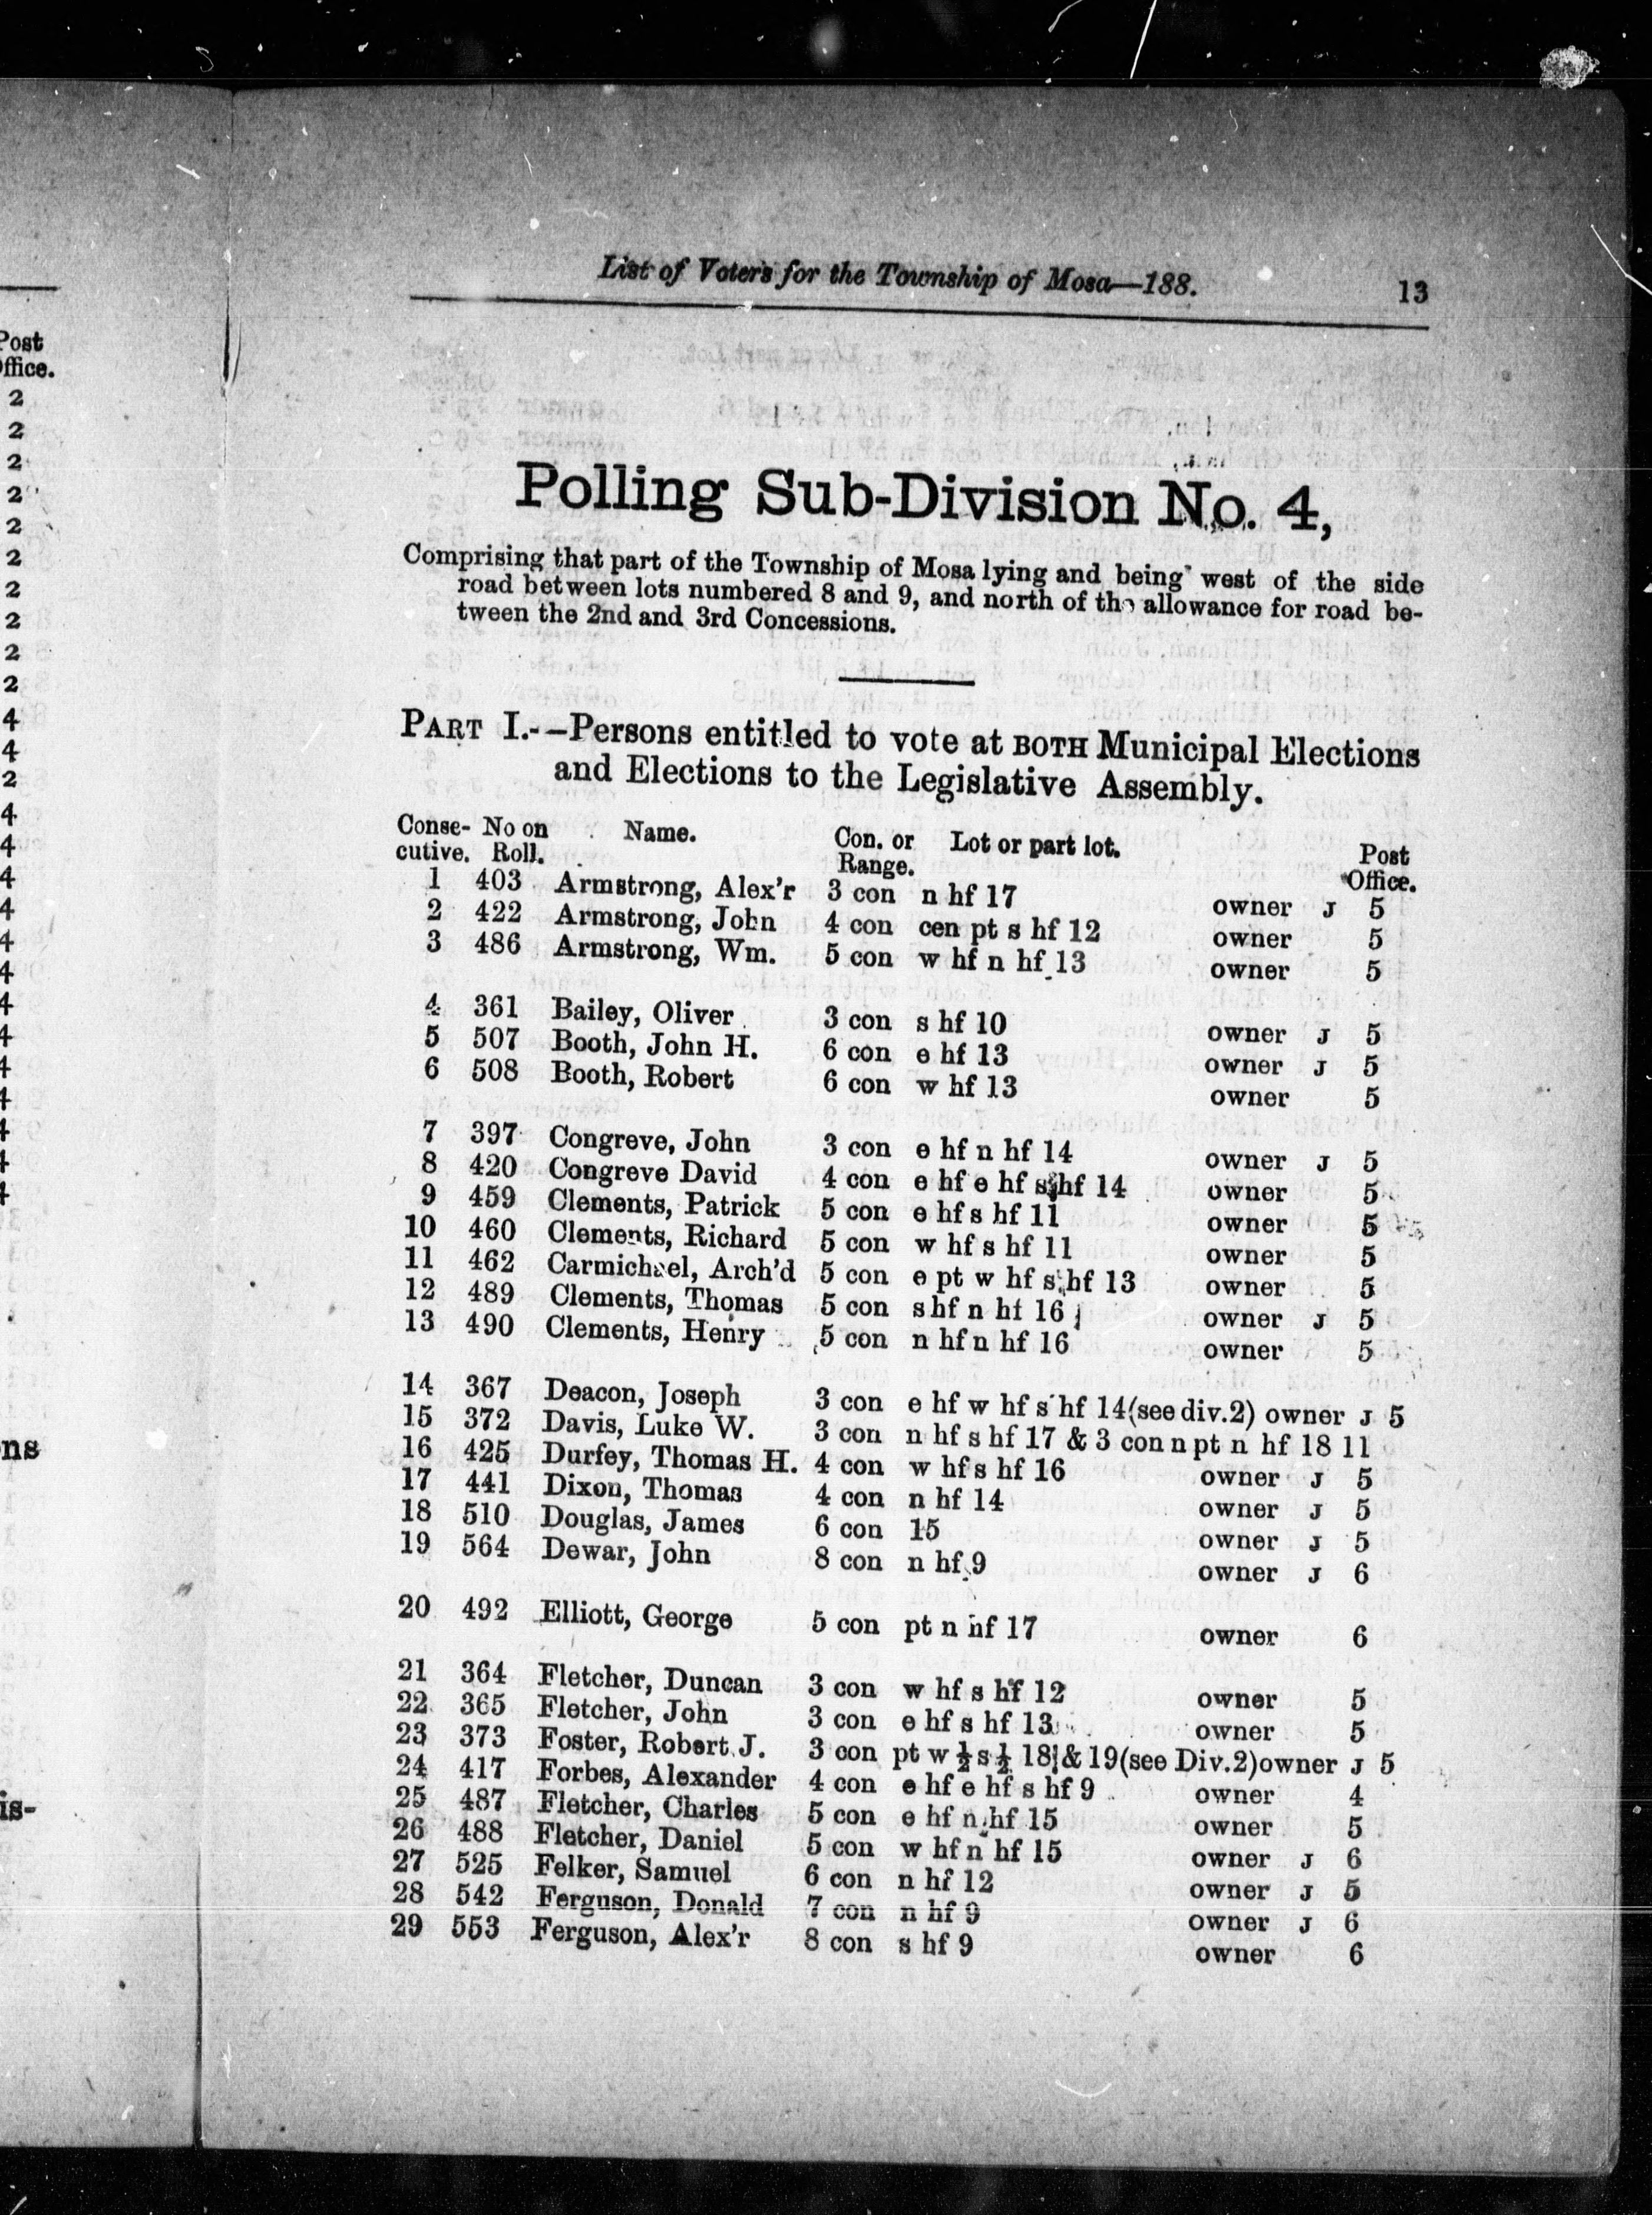 List of Voters for the Township of Mosa—188. 13
Polling Sub-Division No. 4,
Comprising that part of the Township of Mosa lying and being west of the side
road between lots numbered 8 and 9, and north of the allowance for road be-
tween the 2nd and 3rd Concessions.
PART I.--Persons entitled to vote at BOTH Municipal Elections
and Elections to the Legislative Assembly.
Conse- No on Name. Con. or Lot or part lot. Post
cutive. Roll. Range. Office.
1 403 Armstrong, Alex'r 3 con n hf 17 owner J 5
2 422 Armstrong, John 4 con cen pt s hf 12 owner 5
3 486 Armstrong, Wm. 5 con w hf n hf 13 owner 5
4 361 Bailey, Oliver 3 con s hf 10 owner J 5
5 507 Booth, John H. 6 con e hf 13 owner J 5
6 508 Booth, Robert 6 con w hf 13 owner 5
7 397 Congreve, John 3 con e hf n hf 14 owner J 5
8 420 Congreve David 4 con e hf e hf s hf 14 owner 5
9 459 Clements, Patrick 5 con e hf s hf 11 owner 5
10 460 Clements, Richard 5 con w hf s hf 11 owner 5
11 462 Carmichael, Arch'd 5 con e pt w hf s hf 13 owner 5
12 489 Clements, Thomas 5 con s hf n hf 16 owner J 5
13 490 Clements, Henry 5 con n hf n hf 16 owner 5
14 367 Deacon, Joseph 3 con e hf w hf s hf 14(see div.2) owner J 5
15 372 Davis, Luke W. 3 con n hf s hf 17 & 3 con n pt n hf 18 11
16 425 Durfey, Thomas H. 4 con w hf s hf 16 owner J 5
17 441 Dixon, Thomas 4 con n hf 14 owner J 5
18 510 Douglas, James 6 con 15 owner J 5
19 564 Dewar, John 8 con n hf 9 owner J 6
20 492 Elliott, George 5 con pt n hf 17 owner 6
21 364 Fletcher, Duncan 3 con w hf s hf 12 owner 5
22 365 Fletcher, John 3 con e hf s hf 13 owner 5
23 373 Foster, Robert J. 3 con pt w ½ s ½ 18 & 19(see Div.2)owner J 5
24 417 Forbes, Alexander 4 con e hf e hf s hf 9 owner 4
25 487 Fletcher, Charles 5 con e hf n hf 15 owner 5
26 488 Fletcher, Daniel 5 con w hf n hf 15 owner J 6
27 525 Felker, Samuel 6 con n hf 12 owner J 5
28 542 Ferguson, Donald 7 con n hf 9 owner J 6
29 553 Ferguson, Alex'r 8 con s hf 9 owner 6